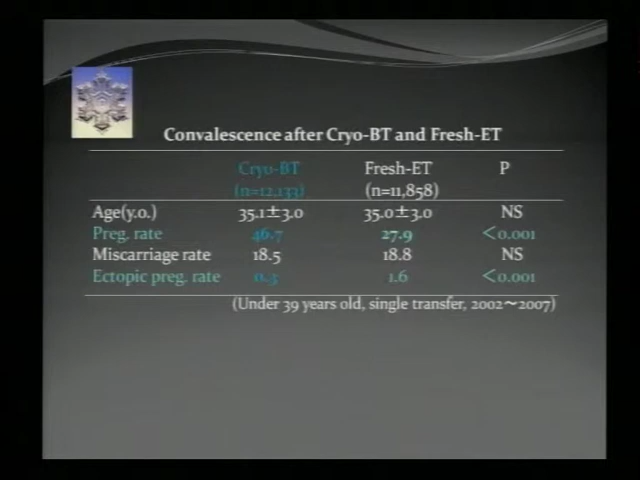 Convalescence after Cryo-BT and Fresh-ET
Cryo-BT Fresh-ET P
(n=12,133) (n=11,858)
Age(y.o.) 35.1±3.0 35.0±3.0 NS
Preg. rate 46.7 27.9 <0.001
Miscarriage rate 18.5 18.8 NS
Ectopic preg. rate 0.3 1.6 <0.001
(Under 39 years old, single transfer, 2002~2007)